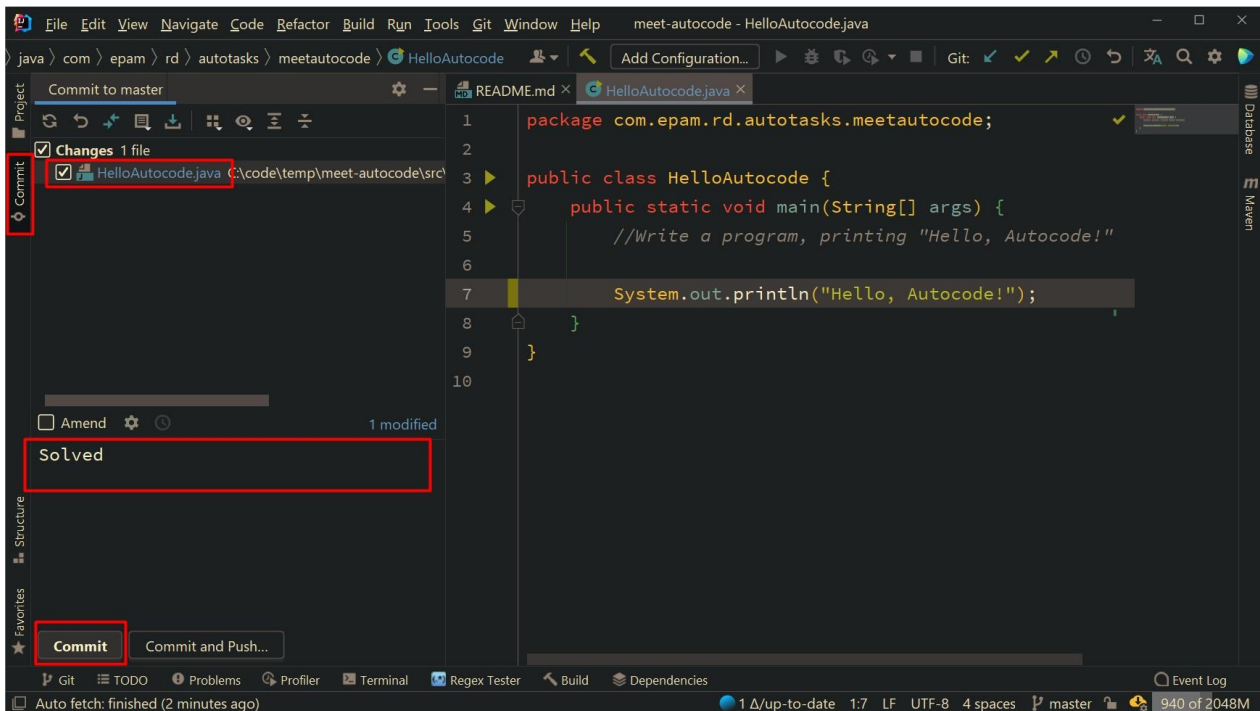 File Edit View Navigate Code Refactor Build Run Tools Git Window Help meet-autocode - HelloAutocode.java
java com epam rd autotasks meetautocode HelloAutocode Add Configuration... Git:
Commit to master
README.md
HelloAutocode.java
Project
Commit
Structure
Favorites
Changes 1 file
HelloAutocode.java C:\code\temp\meet-autocode\src\
Amend 1 modified
Solved
Commit Commit and Push...
1 package com.epam.rd.autotasks.meetautocode;
2
3 public class HelloAutocode {
4 public static void main(String[] args) {
5 //Write a program, printing "Hello, Autocode!"
6
7 System.out.println("Hello, Autocode!");
8 }
9 }
10
Database
m Maven
Git TODO Problems Profiler Terminal Regex Tester Build Dependencies Event Log
Auto fetch: finished (2 minutes ago) 1 Δ/up-to-date 1:7 LF UTF-8 4 spaces master 940 of 2048M